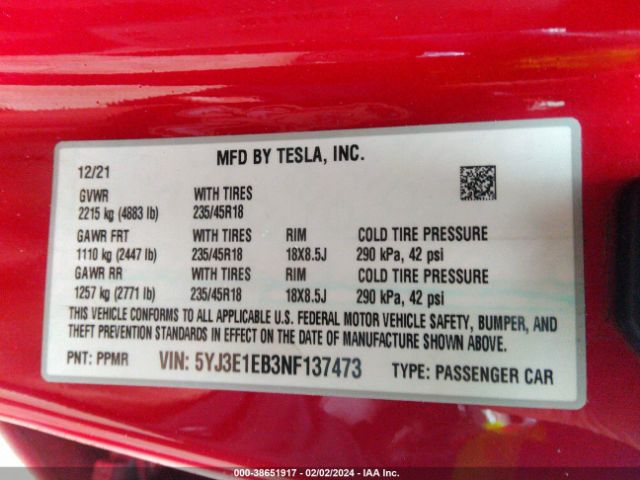 MFD BY TESLA, INC.
12/21
GVWR WITH TIRES
2215 kg (4883 lb) 235/45R18
GAWR FRT WITH TIRES RIM COLD TIRE PRESSURE
1110 kg (2447 lb) 235/45R18 18X8.5J 290 kPa, 42 psi
GAWR RR WITH TIRES RIM COLD TIRE PRESSURE
1257 kg (2771 lb) 235/45R18 18X8.5J 290 kPa, 42 psi
THIS VEHICLE CONFORMS TO ALL APPLICABLE U.S. FEDERAL MOTOR VEHICLE SAFETY, BUMPER, AND
THEFT PREVENTION STANDARDS IN EFFECT ON THE DATE OF MANUFACTURE SHOWN ABOVE.
PNT: PPMR VIN: 5YJ3E1EB3NF137473 TYPE: PASSENGER CAR
000-38651917 - 02/02/2024 - IAA Inc.